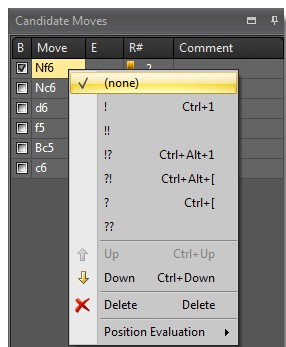 Candidate Moves
B Move E R# Comment
Nf6 2
(none)
Nc6
! Ctrl+1
d6
!!
f5
!? Ctrl+Alt+1
Bc5
?! Ctrl+Alt+[
c6
? Ctrl+[
??
Up Ctrl+Up
Down Ctrl+Down
Delete Delete
Position Evaluation